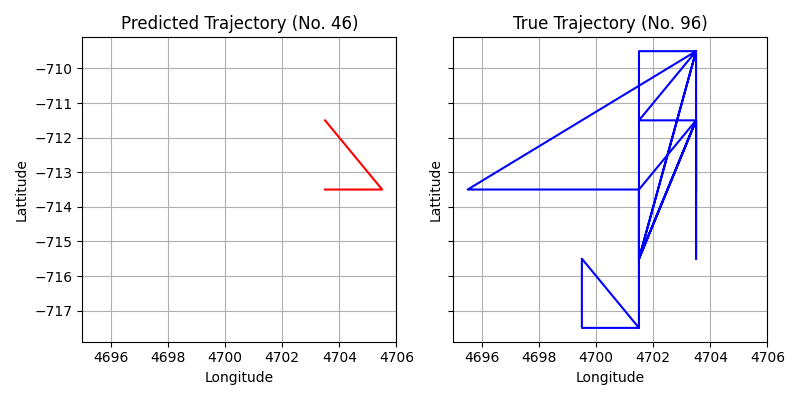 Predicted Trajectory (No. 46)
True Trajectory (No. 96)
−710
−711
−712
−713
−714
−715
−716
−717
Lattitude
Lattitude
4696 4698 4700 4702 4704 4706
4696 4698 4700 4702 4704 4706
Longitude
Longitude